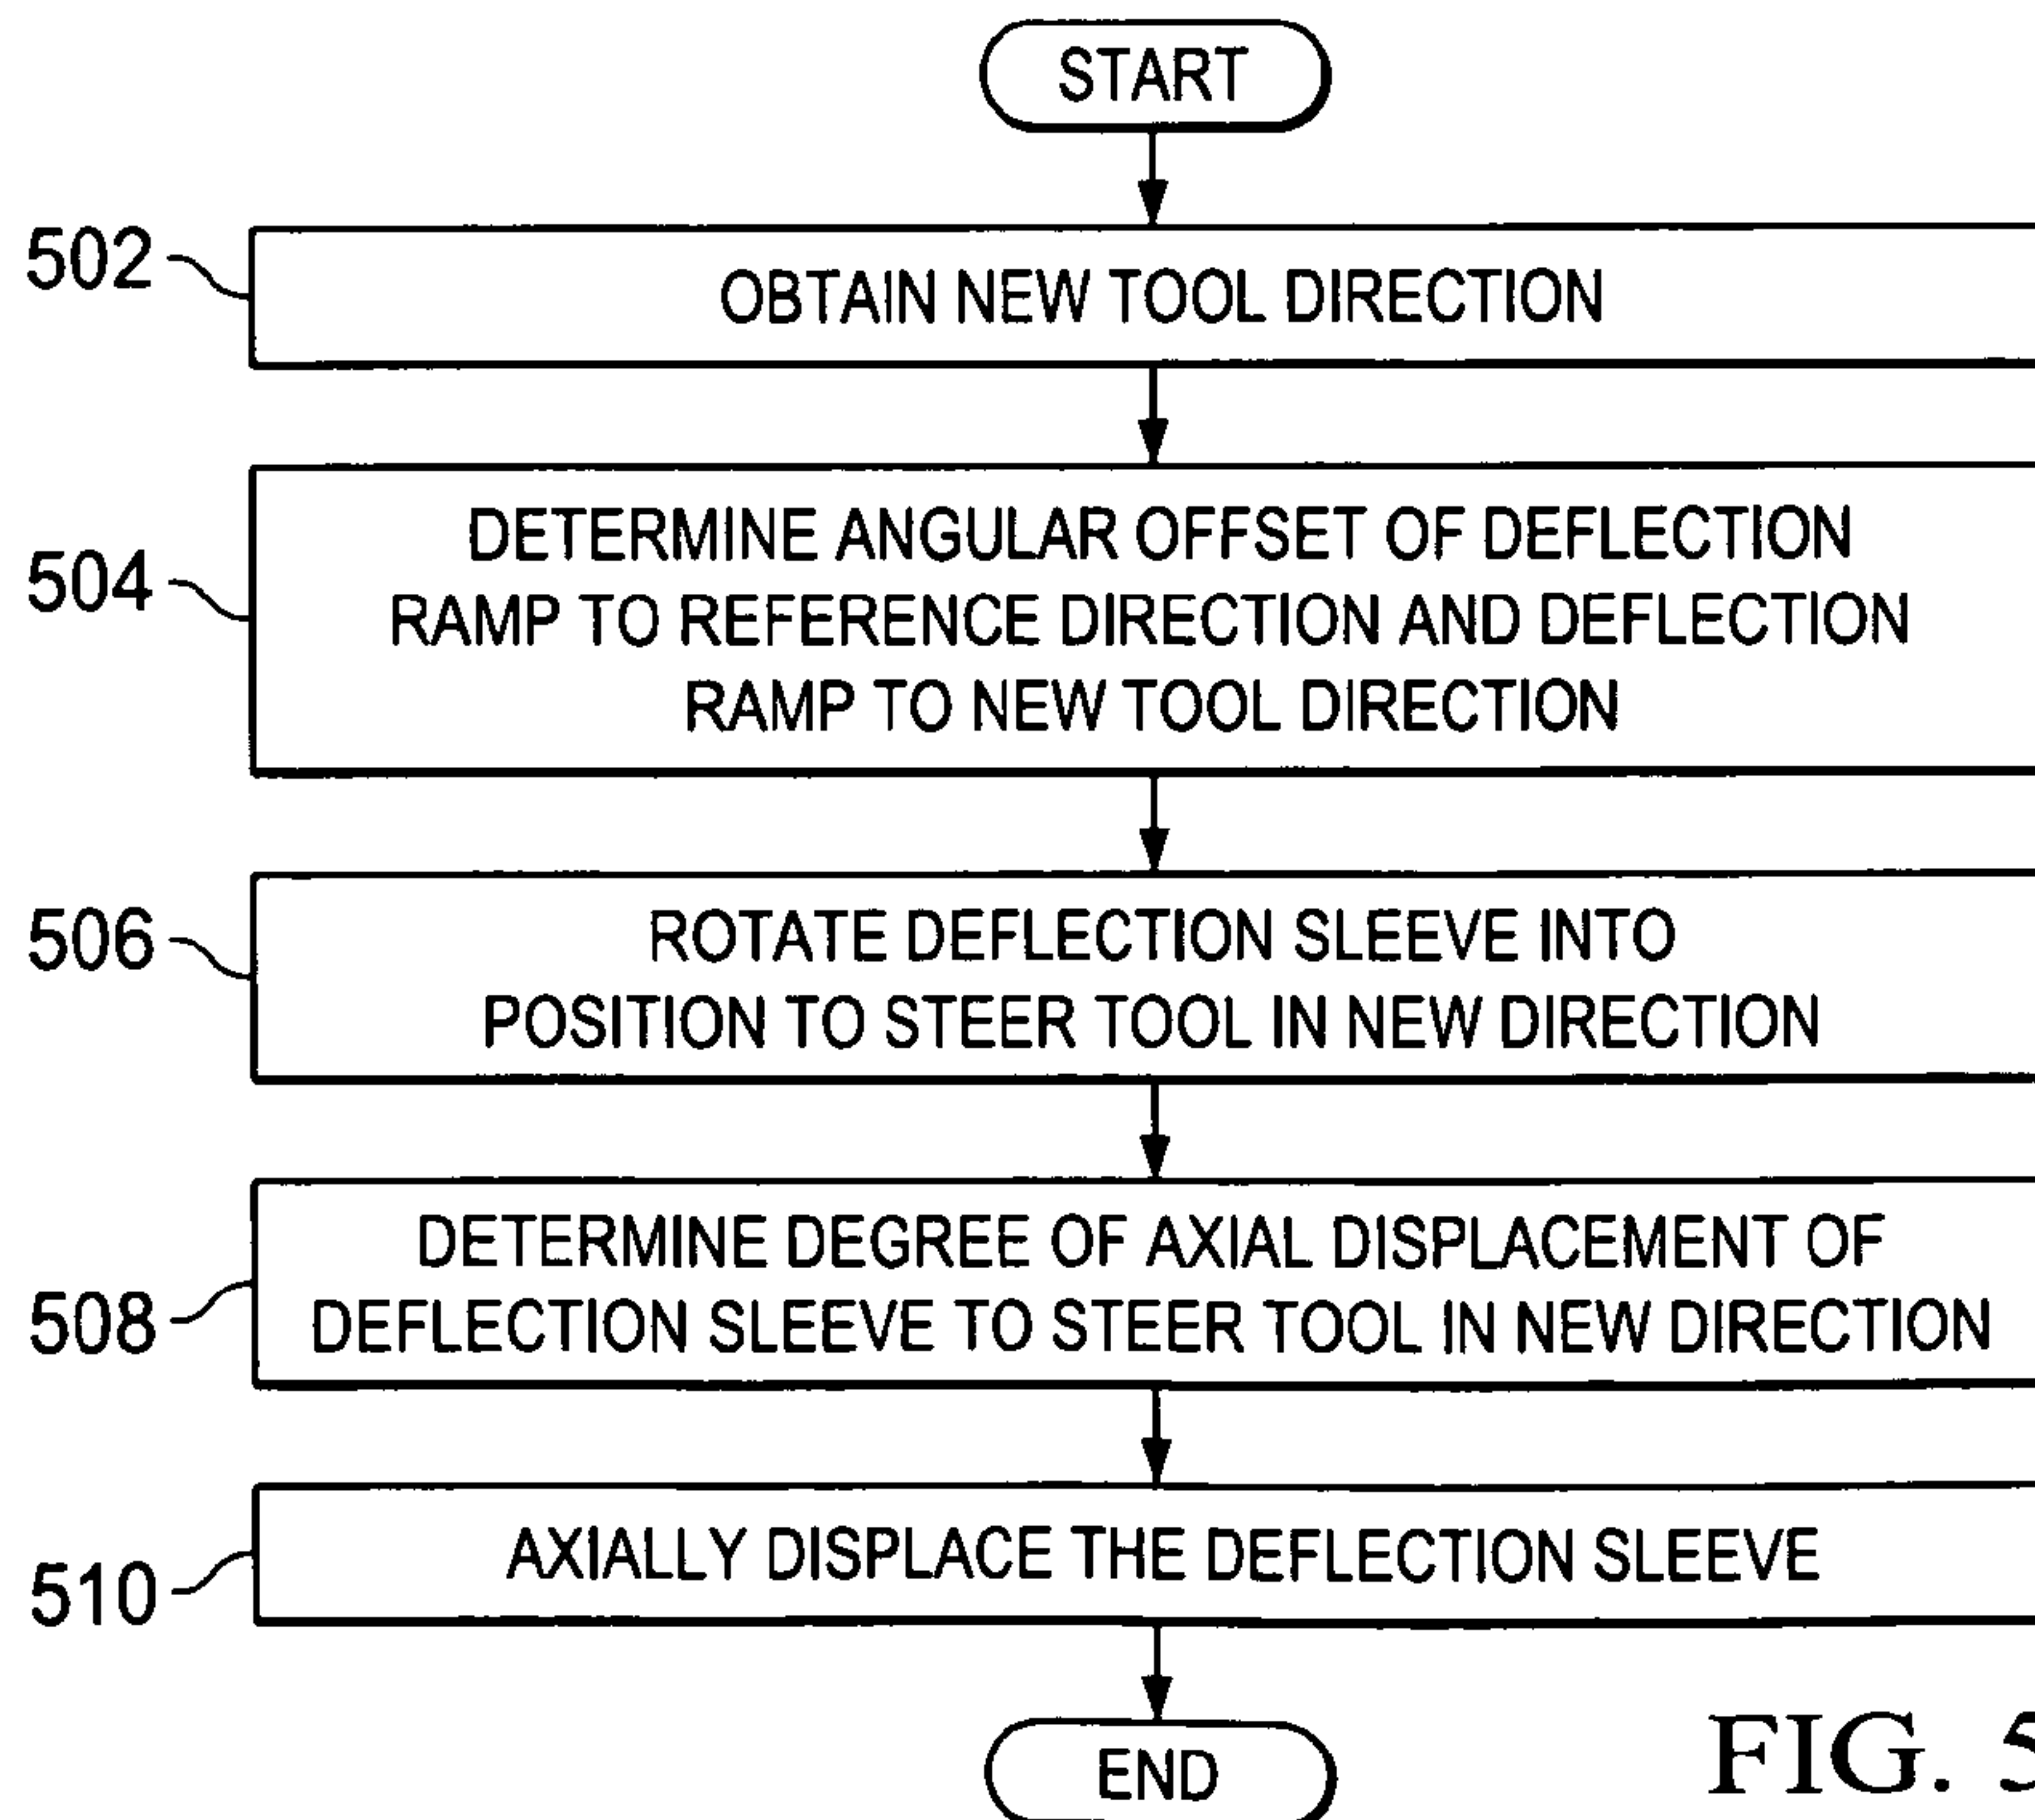 START
502
OBTAIN NEW TOOL DIRECTION
504
DETERMINE ANGULAR OFFSET OF DEFLECTION
RAMP TO REFERENCE DIRECTION AND DEFLECTION
RAMP TO NEW TOOL DIRECTION
506
ROTATE DEFLECTION SLEEVE INTO
POSITION TO STEER TOOL IN NEW DIRECTION
508
DETERMINE DEGREE OF AXIAL DISPLACEMENT OF
DEFLECTION SLEEVE TO STEER TOOL IN NEW DIRECTION
510
AXIALLY DISPLACE THE DEFLECTION SLEEVE
END
FIG. 5